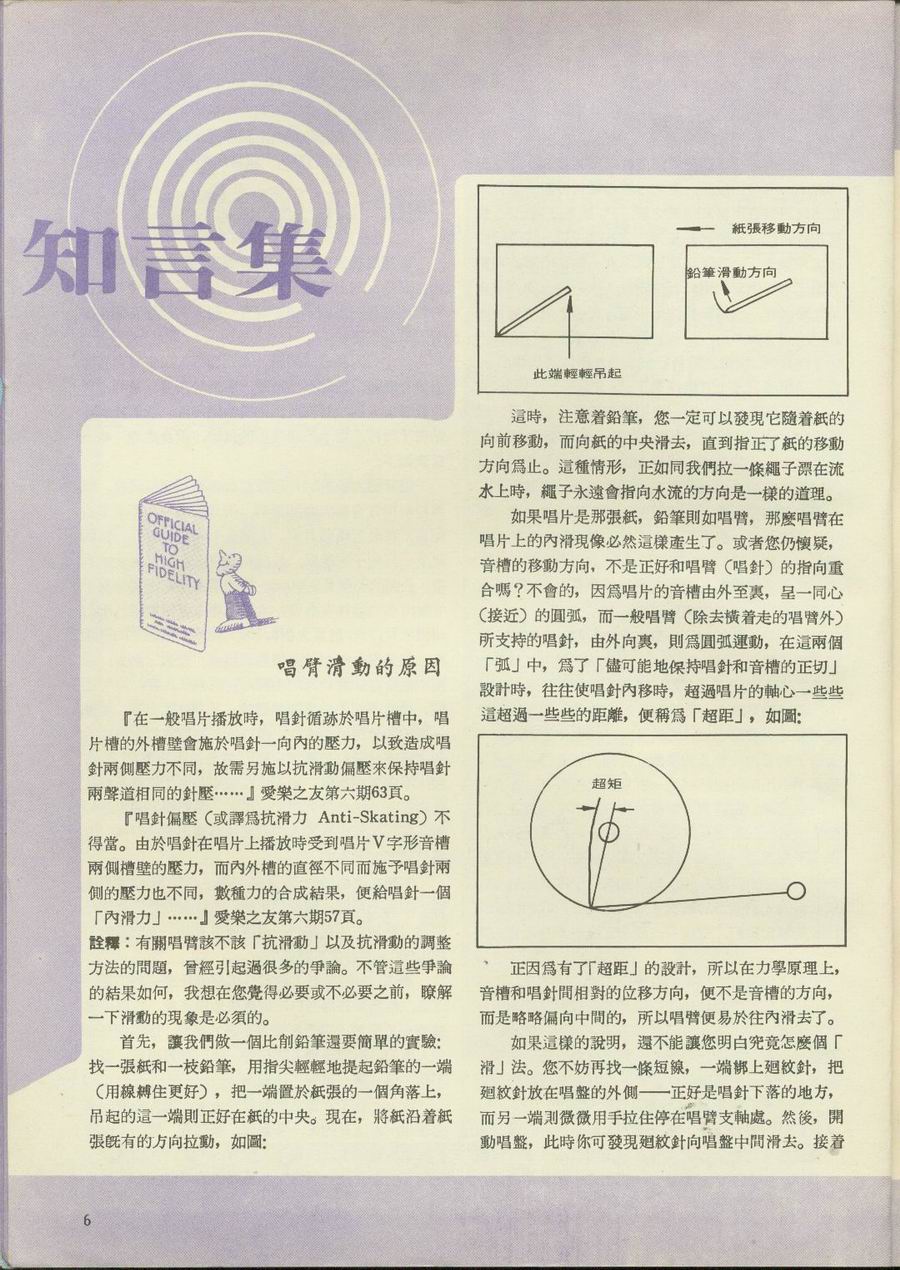 知言集
OFFICIAL
GUIDE
TO
HIGH
FIDELITY
唱臂滑動的原因
『在一般唱片播放時，唱針循跡於唱片槽中，唱
片槽的外槽壁會施於唱針一向內的壓力，以致造成唱
針兩側壓力不同，故需另施以抗滑動偏壓來保持唱針
兩聲道相同的針壓……』愛樂之友第六期63頁。
『唱針偏壓（或譯爲抗滑力 Anti-Skating）不
得當。由於唱針在唱片上播放時受到唱片V字形音槽
兩側槽壁的壓力，而內外槽的直徑不同而施予唱針兩
側的壓力也不同，數種力的合成結果，便給唱針一個
「內滑力」……』愛樂之友第六期57頁。
詮釋：有關唱臂該不該「抗滑動」以及抗滑動的調整
方法的問題，曾經引起過很多的爭論。不管這些爭論
的結果如何，我想在您覺得必要或不必要之前，瞭解
一下滑動的現象是必須的。
首先，讓我們做一個比削鉛筆還要簡單的實驗：
找一張紙和一枝鉛筆，用指尖輕輕地提起鉛筆的一端
（用線縛住更好），把一端置於紙張的一個角落上，
吊起的這一端則正好在紙的中央。現在，將紙沿着紙
張旣有的方向拉動，如圖：
紙張移動方向
鉛筆滑動方向
此端輕輕吊起
這時，注意着鉛筆，您一定可以發現它隨着紙的
向前移動，而向紙的中央滑去，直到指正了紙的移動
方向爲止。這種情形，正如同我們拉一條繩子漂在流
水上時，繩子永遠會指向水流的方向是一樣的道理。
如果唱片是那張紙，鉛筆則如唱臂，那麼唱臂在
唱片上的內滑現像必然這樣產生了。或者您仍懷疑，
音槽的移動方向，不是正好和唱臂（唱針）的指向重
合嗎？不會的，因爲唱片的音槽由外至裏，呈一同心
（接近）的圓弧，而一般唱臂（除去橫着走的唱臂外）
所支持的唱針，由外向裏，則爲圓弧運動，在這兩個
「弧」中，爲了「儘可能地保持唱針和音槽的正切」
設計時，往往使唱針內移時，超過唱片的軸心一些些
這超過一些些的距離，便稱爲「超距」，如圖：
超矩
正因爲有了「超距」的設計，所以在力學原理上，
音槽和唱針間相對的位移方向，便不是音槽的方向，
而是略略偏向中間的，所以唱臂便易於往內滑去了。
如果這樣的說明，還不能讓您明白究竟怎麼個「
滑」法。您不妨再找一條短線，一端綁上廻紋針，把
廻紋針放在唱盤的外側——正好是唱針下落的地方，
而另一端則微微用手拉住停在唱臂支軸處。然後，開
動唱盤，此時你可發現廻紋針向唱盤中間滑去。接着
6